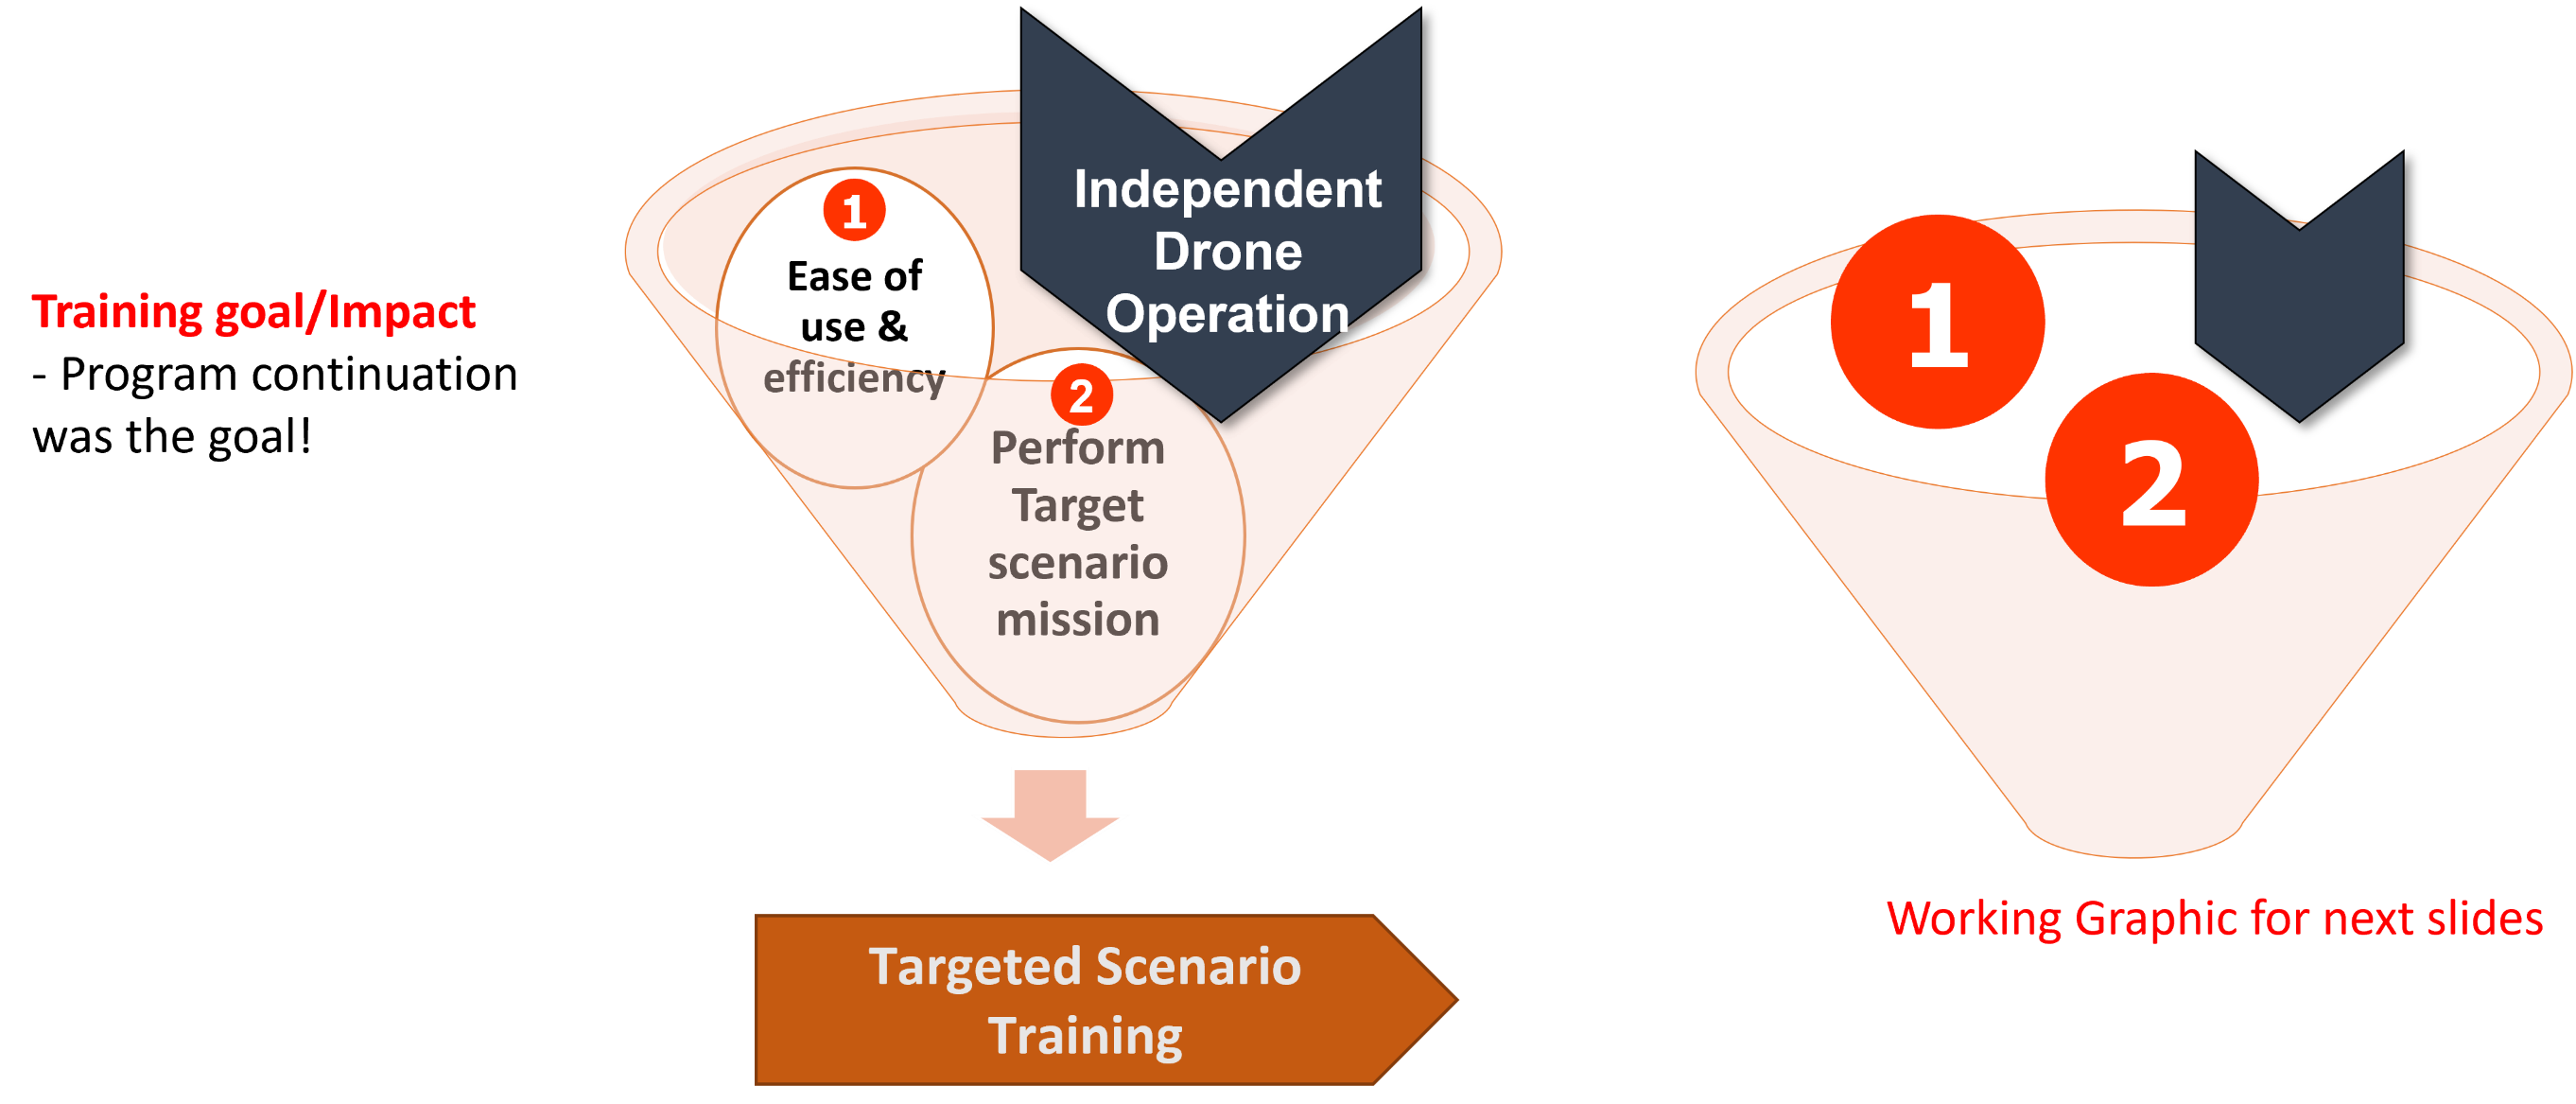 Training goal/Impact
- Program continuation
was the goal!
1
Ease of
use &
efficiency
2
Perform
Target
scenario
mission
Independent
Drone
Operation
Targeted Scenario
Training
1
2
Working Graphic for next slides